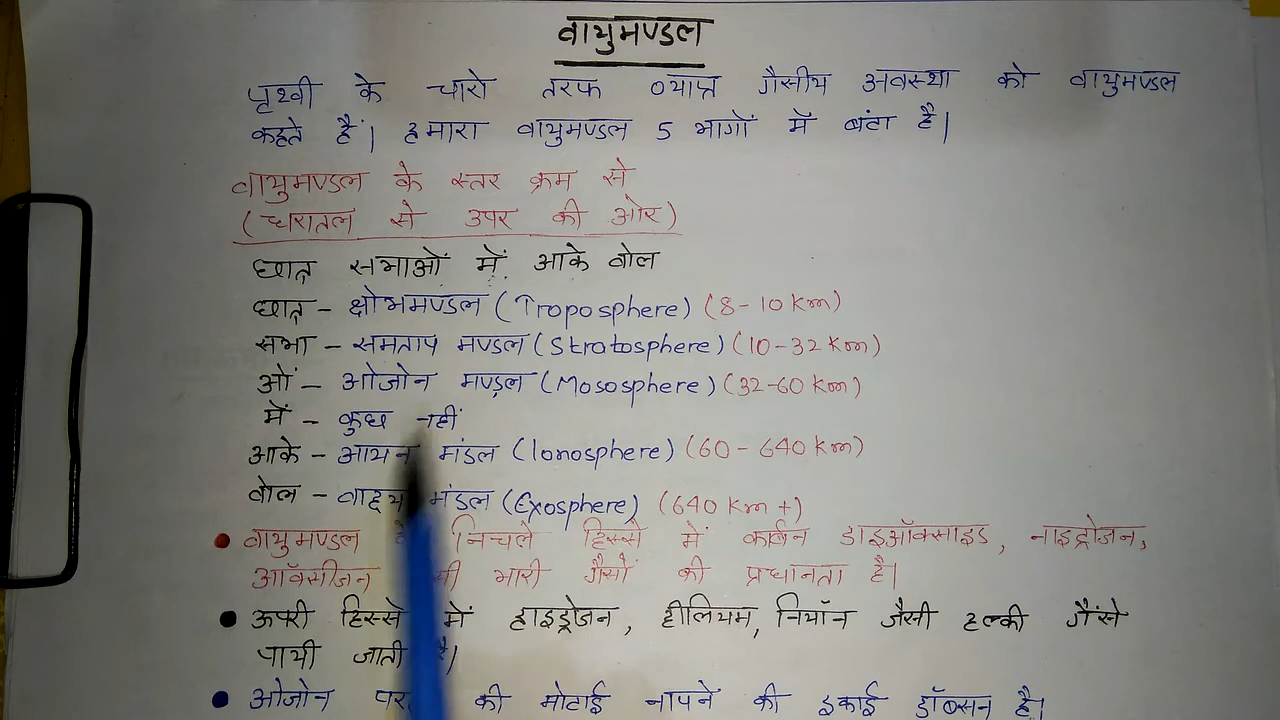 वायुमण्डल
पृथ्वी के चारो तरफ व्याप्त गैसीय अवस्था को वायुमण्डल
कहते हैं। हमारा वायुमण्डल 5 भागों में बंटा है।
वायुमण्डल के स्तर क्रम से
(धरातल से उपर की ओर)
छात्र सभाओं में आके बोल
छात्र - क्षोभमण्डल (Troposphere) (8-10 Km)
सभा - समताप मण्डल (Stratosphere) (10-32 Km)
ओं - ओजोन मण्डल (Mososphere) (32-60 Km)
में - कुछ नहीं
आके - आयन मंडल (Ionosphere) (60-640 Km)
बोल - वाह्य मंडल (Exosphere) (640 Km +)
वायुमण्डल निचले हिस्से में कार्बन डाइऑक्साइड, नाइट्रोजन,
ऑक्सीजन भारी गैसों की प्रधानता है।
ऊपरी हिस्से में हाइड्रोजन, हीलियम, नियॉन जैसी हल्की गैंसे
पायी जाती है।
ओजोन की मोटाई नापने की इकाई डॉब्सन है।